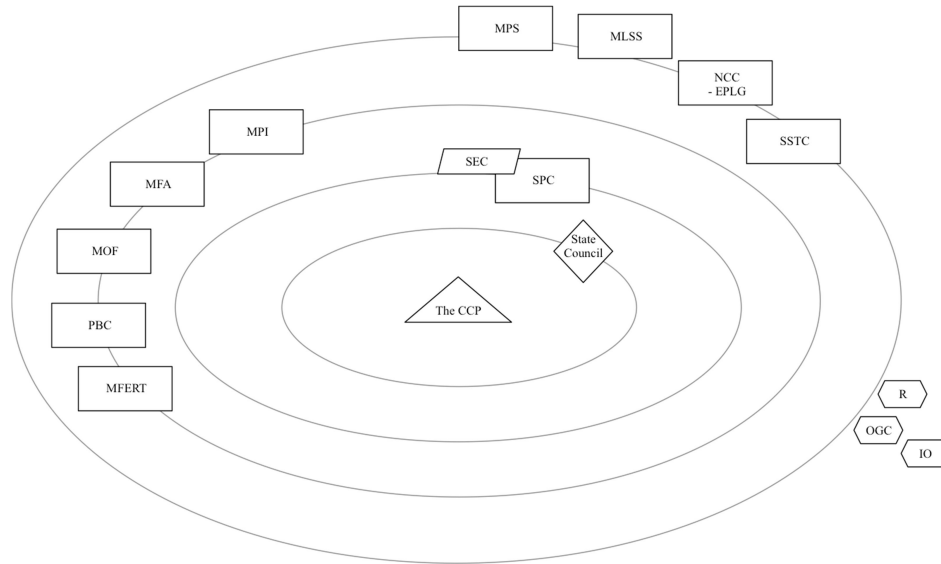 MPS
MLSS
NCC
- EPLG
SSTC
MPI
SEC
SPC
MFA
State
Council
MOF
The CCP
PBC
MFERT
R
OGC
IO